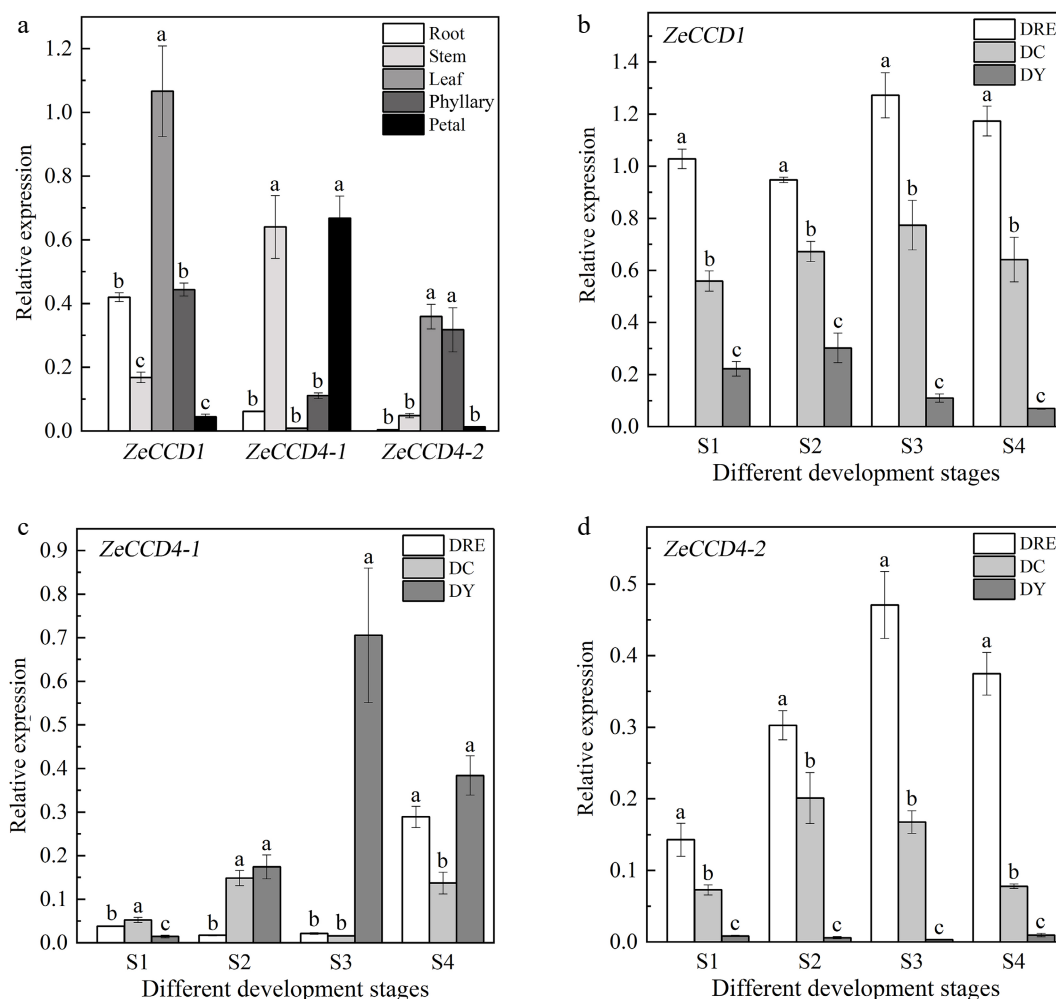 a
Root
Stem
Leaf
Phyllary
Petal
Relative expression
1.2
1.0
0.8
0.6
0.4
0.2
0.0
b
c
a
b
c
b
a
b
b
a
b
b
a
a
b
ZeCCD1 ZeCCD4-1 ZeCCD4-2
b
ZeCCD1
DRE
DC
DY
Relative expression
1.4
1.2
1.0
0.8
0.6
0.4
0.2
0.0
a
b
c
a
b
c
a
b
c
a
b
c
S1 S2 S3 S4
Different development stages
c
ZeCCD4-1
DRE
DC
DY
Relative expression
0.9
0.8
0.7
0.6
0.5
0.4
0.3
0.2
0.1
0.0
b
a
c
b
a
a
b
b
a
a
b
a
S1 S2 S3 S4
Different development stages
d
ZeCCD4-2
DRE
DC
DY
Relative expression
0.5
0.4
0.3
0.2
0.1
0.0
a
b
c
a
b
c
a
b
c
a
b
c
S1 S2 S3 S4
Different development stages